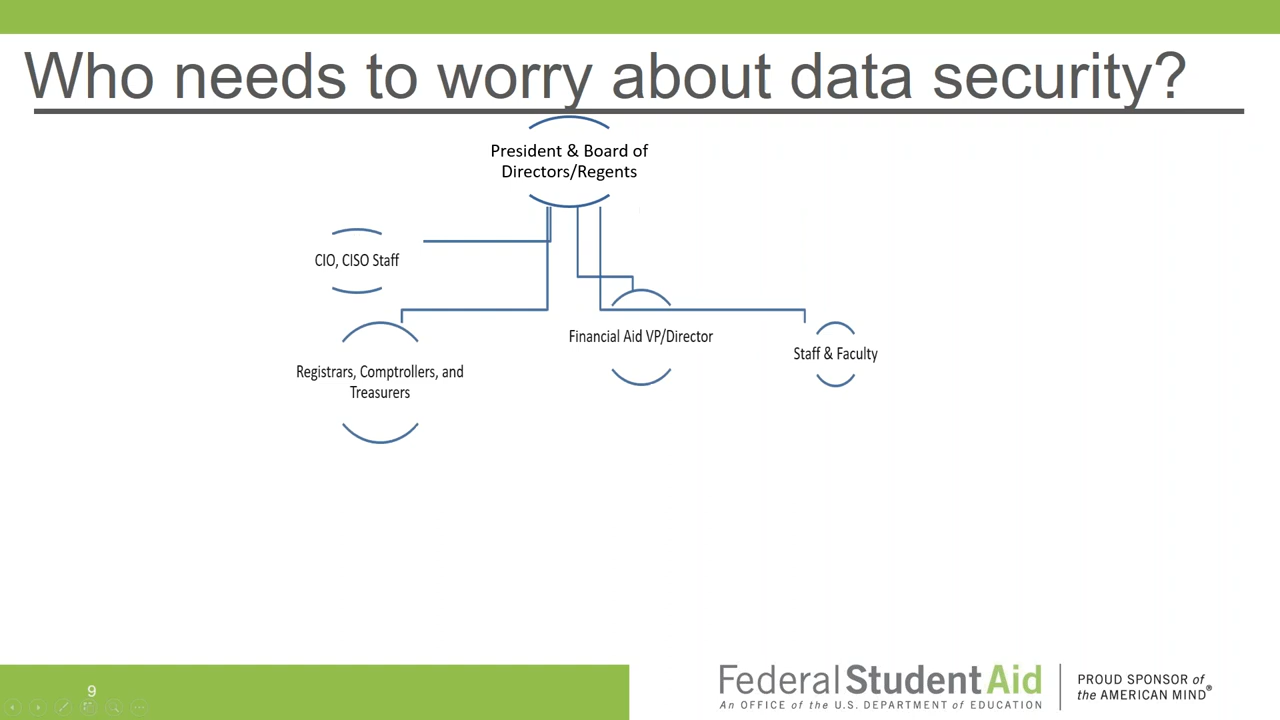 Who needs to worry about data security?
President & Board of
Directors/Regents
CIO, CISO Staff
Financial Aid VP/Director
Staff & Faculty
Registrars, Comptrollers, and
Treasurers
9
Federal Student Aid
An OFFICE of the U.S. DEPARTMENT of EDUCATION
PROUD SPONSOR of
the AMERICAN MIND®